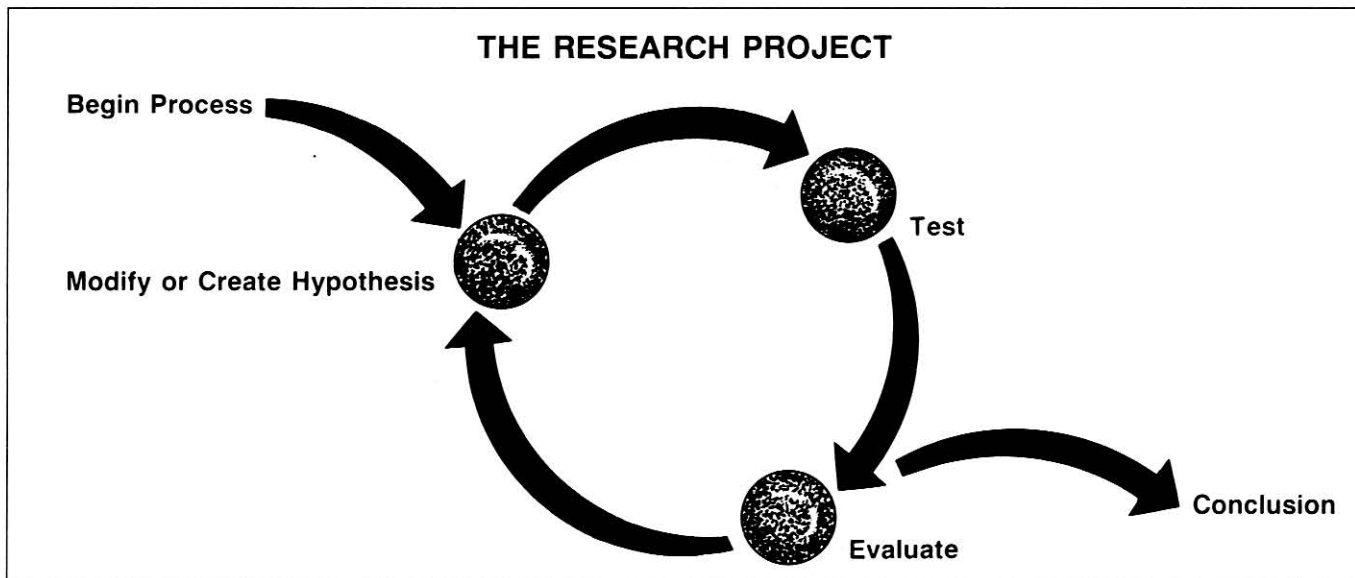 THE RESEARCH PROJECT
Begin Process
Test
Modify or Create Hypothesis
Conclusion
Evaluate